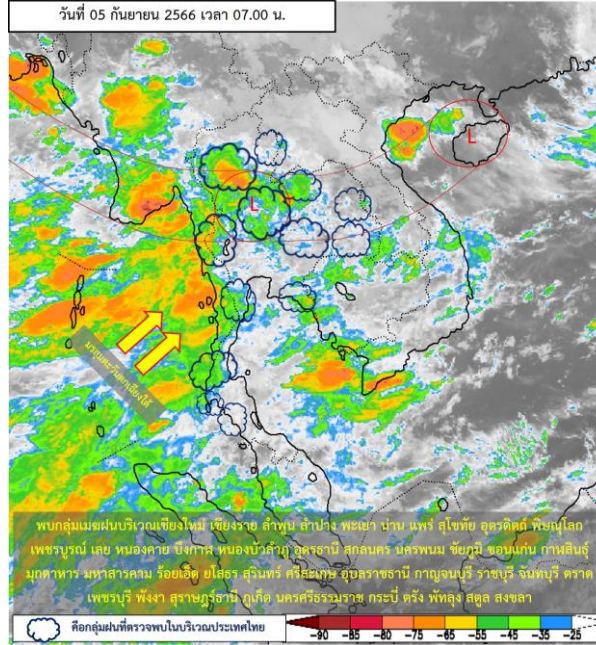 วันที่ 05 กันยายน 2566 เวลา 07.00 น.
L
L
มรสุมตะวันตกเฉียงใต้
พบกลุ่มเมฆฝนบริเวณเชียงใหม่ เชียงราย ลำพูน ลำปาง พะเยา น่าน แพร่ สุโขทัย อุตรดิตถ์ พิษณุโลก
เพชรบูรณ์ เลย หนองคาย บึงกาฬ หนองบัวลำภู อุดรธานี สกลนคร นครพนม ชัยภูมิ ขอนแก่น กาฬสินธุ์
มุกดาหาร มหาสารคาม ร้อยเอ็ด ยโสธร สุรินทร์ ศรีสะเกษ อุบลราชธานี กาญจนบุรี ราชบุรี จันทบุรี ตราด
เพชรบุรี พังงา สุราษฎร์ธานี ภูเก็ต นครศรีธรรมราช กระบี่ ตรัง พัทลุง สตูล สงขลา
คือกลุ่มฝนที่ตรวจพบในบริเวณประเทศไทย
-90 -85 -80 -75 -65 -55 -45 -35 -25